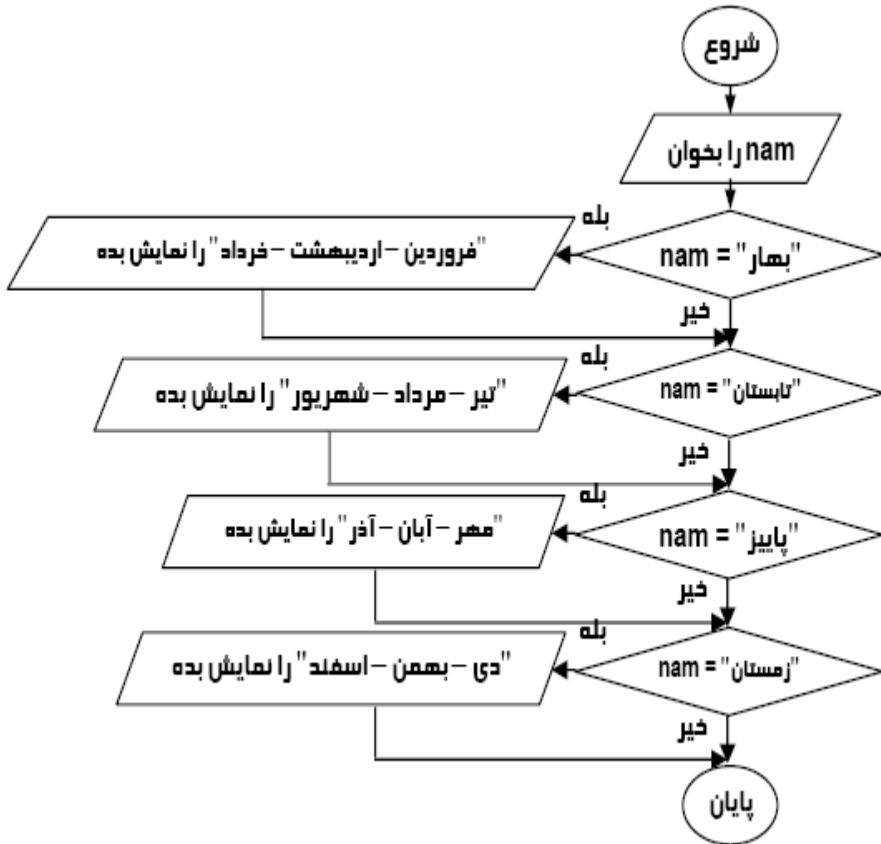 شروع
nam را بخوان
nam = "بهار"
بله
"فروردین – اردیبهشت – خرداد" را نمایش بده
خیر
nam = "تابستان"
بله
"تیر – مرداد – شهریور" را نمایش بده
خیر
nam = "پاییز"
بله
"مهر – آبان – آذر" را نمایش بده
خیر
nam = "زمستان"
بله
"دی – بهمن – اسفند" را نمایش بده
خیر
پایان